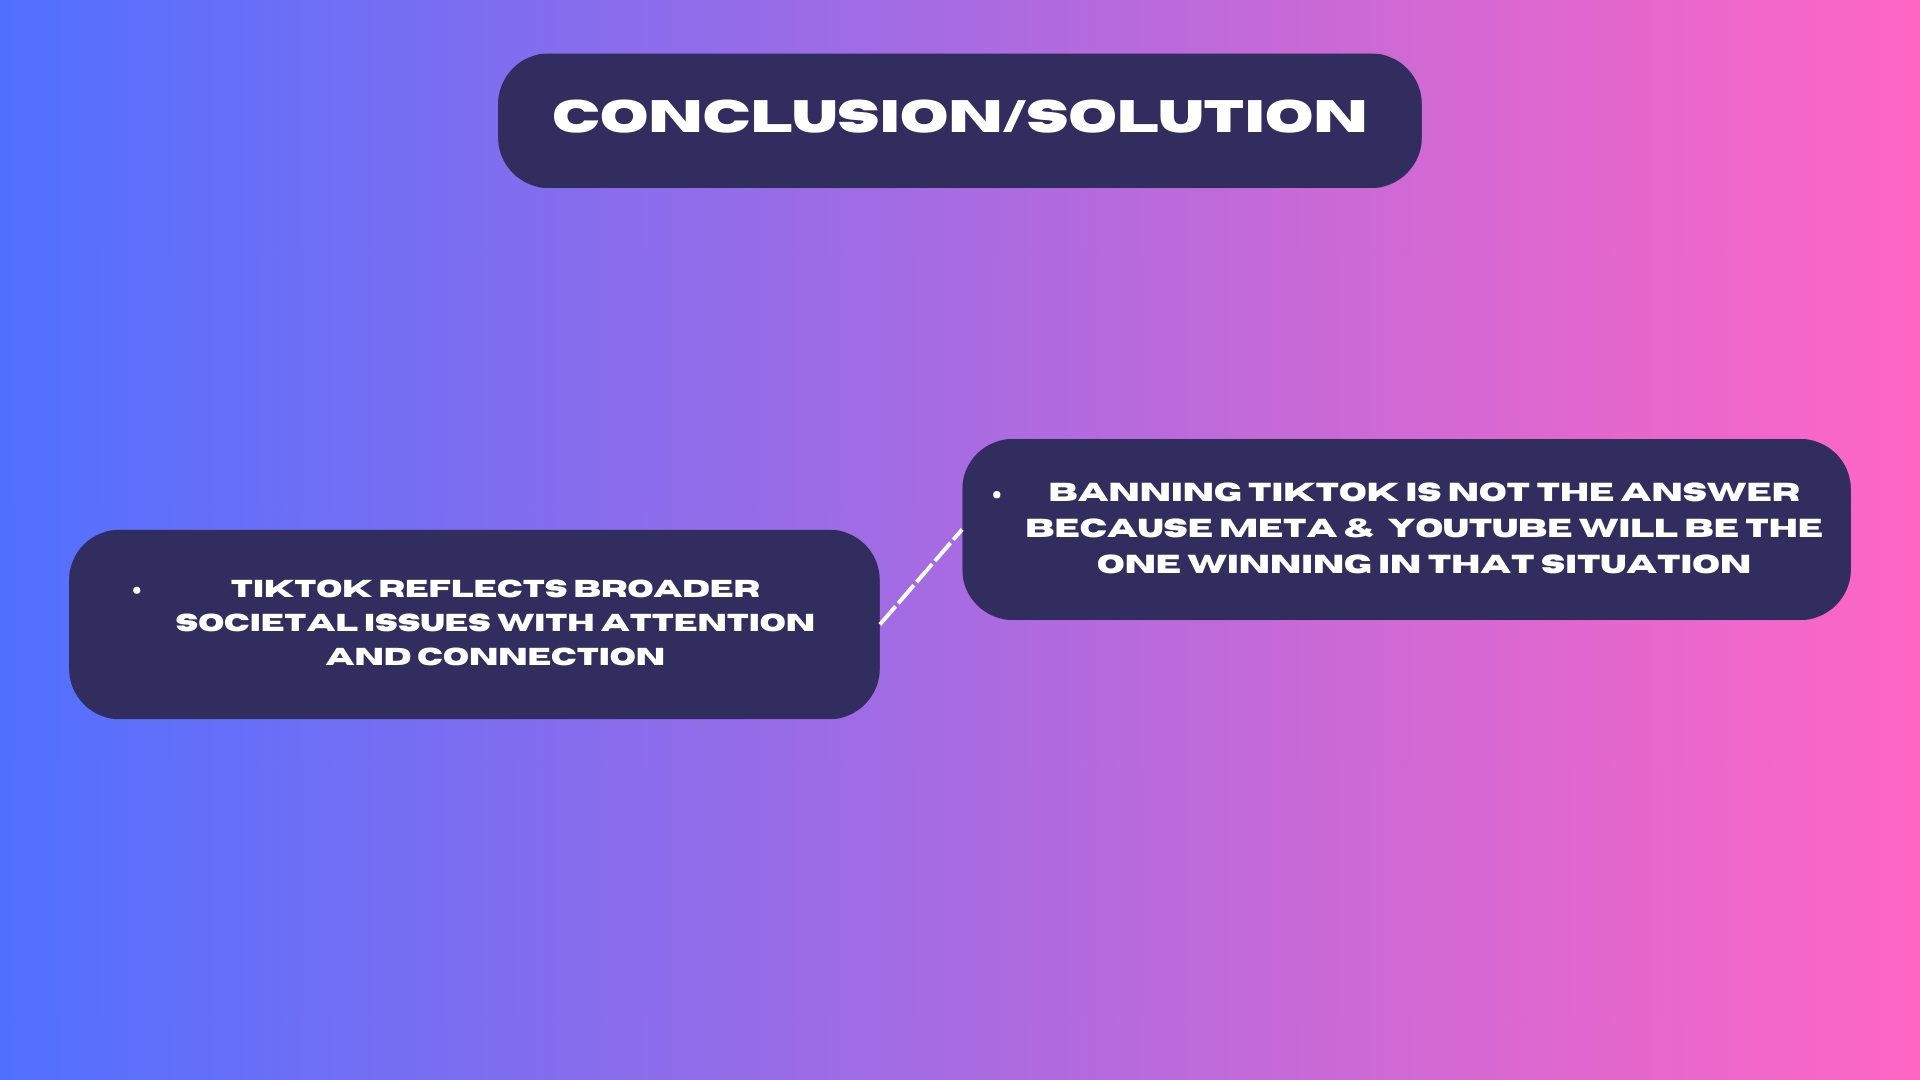 CONCLUSION/SOLUTION
• TIKTOK REFLECTS BROADER
SOCIETAL ISSUES WITH ATTENTION
AND CONNECTION
• BANNING TIKTOK IS NOT THE ANSWER
BECAUSE META &  YOUTUBE WILL BE THE
ONE WINNING IN THAT SITUATION